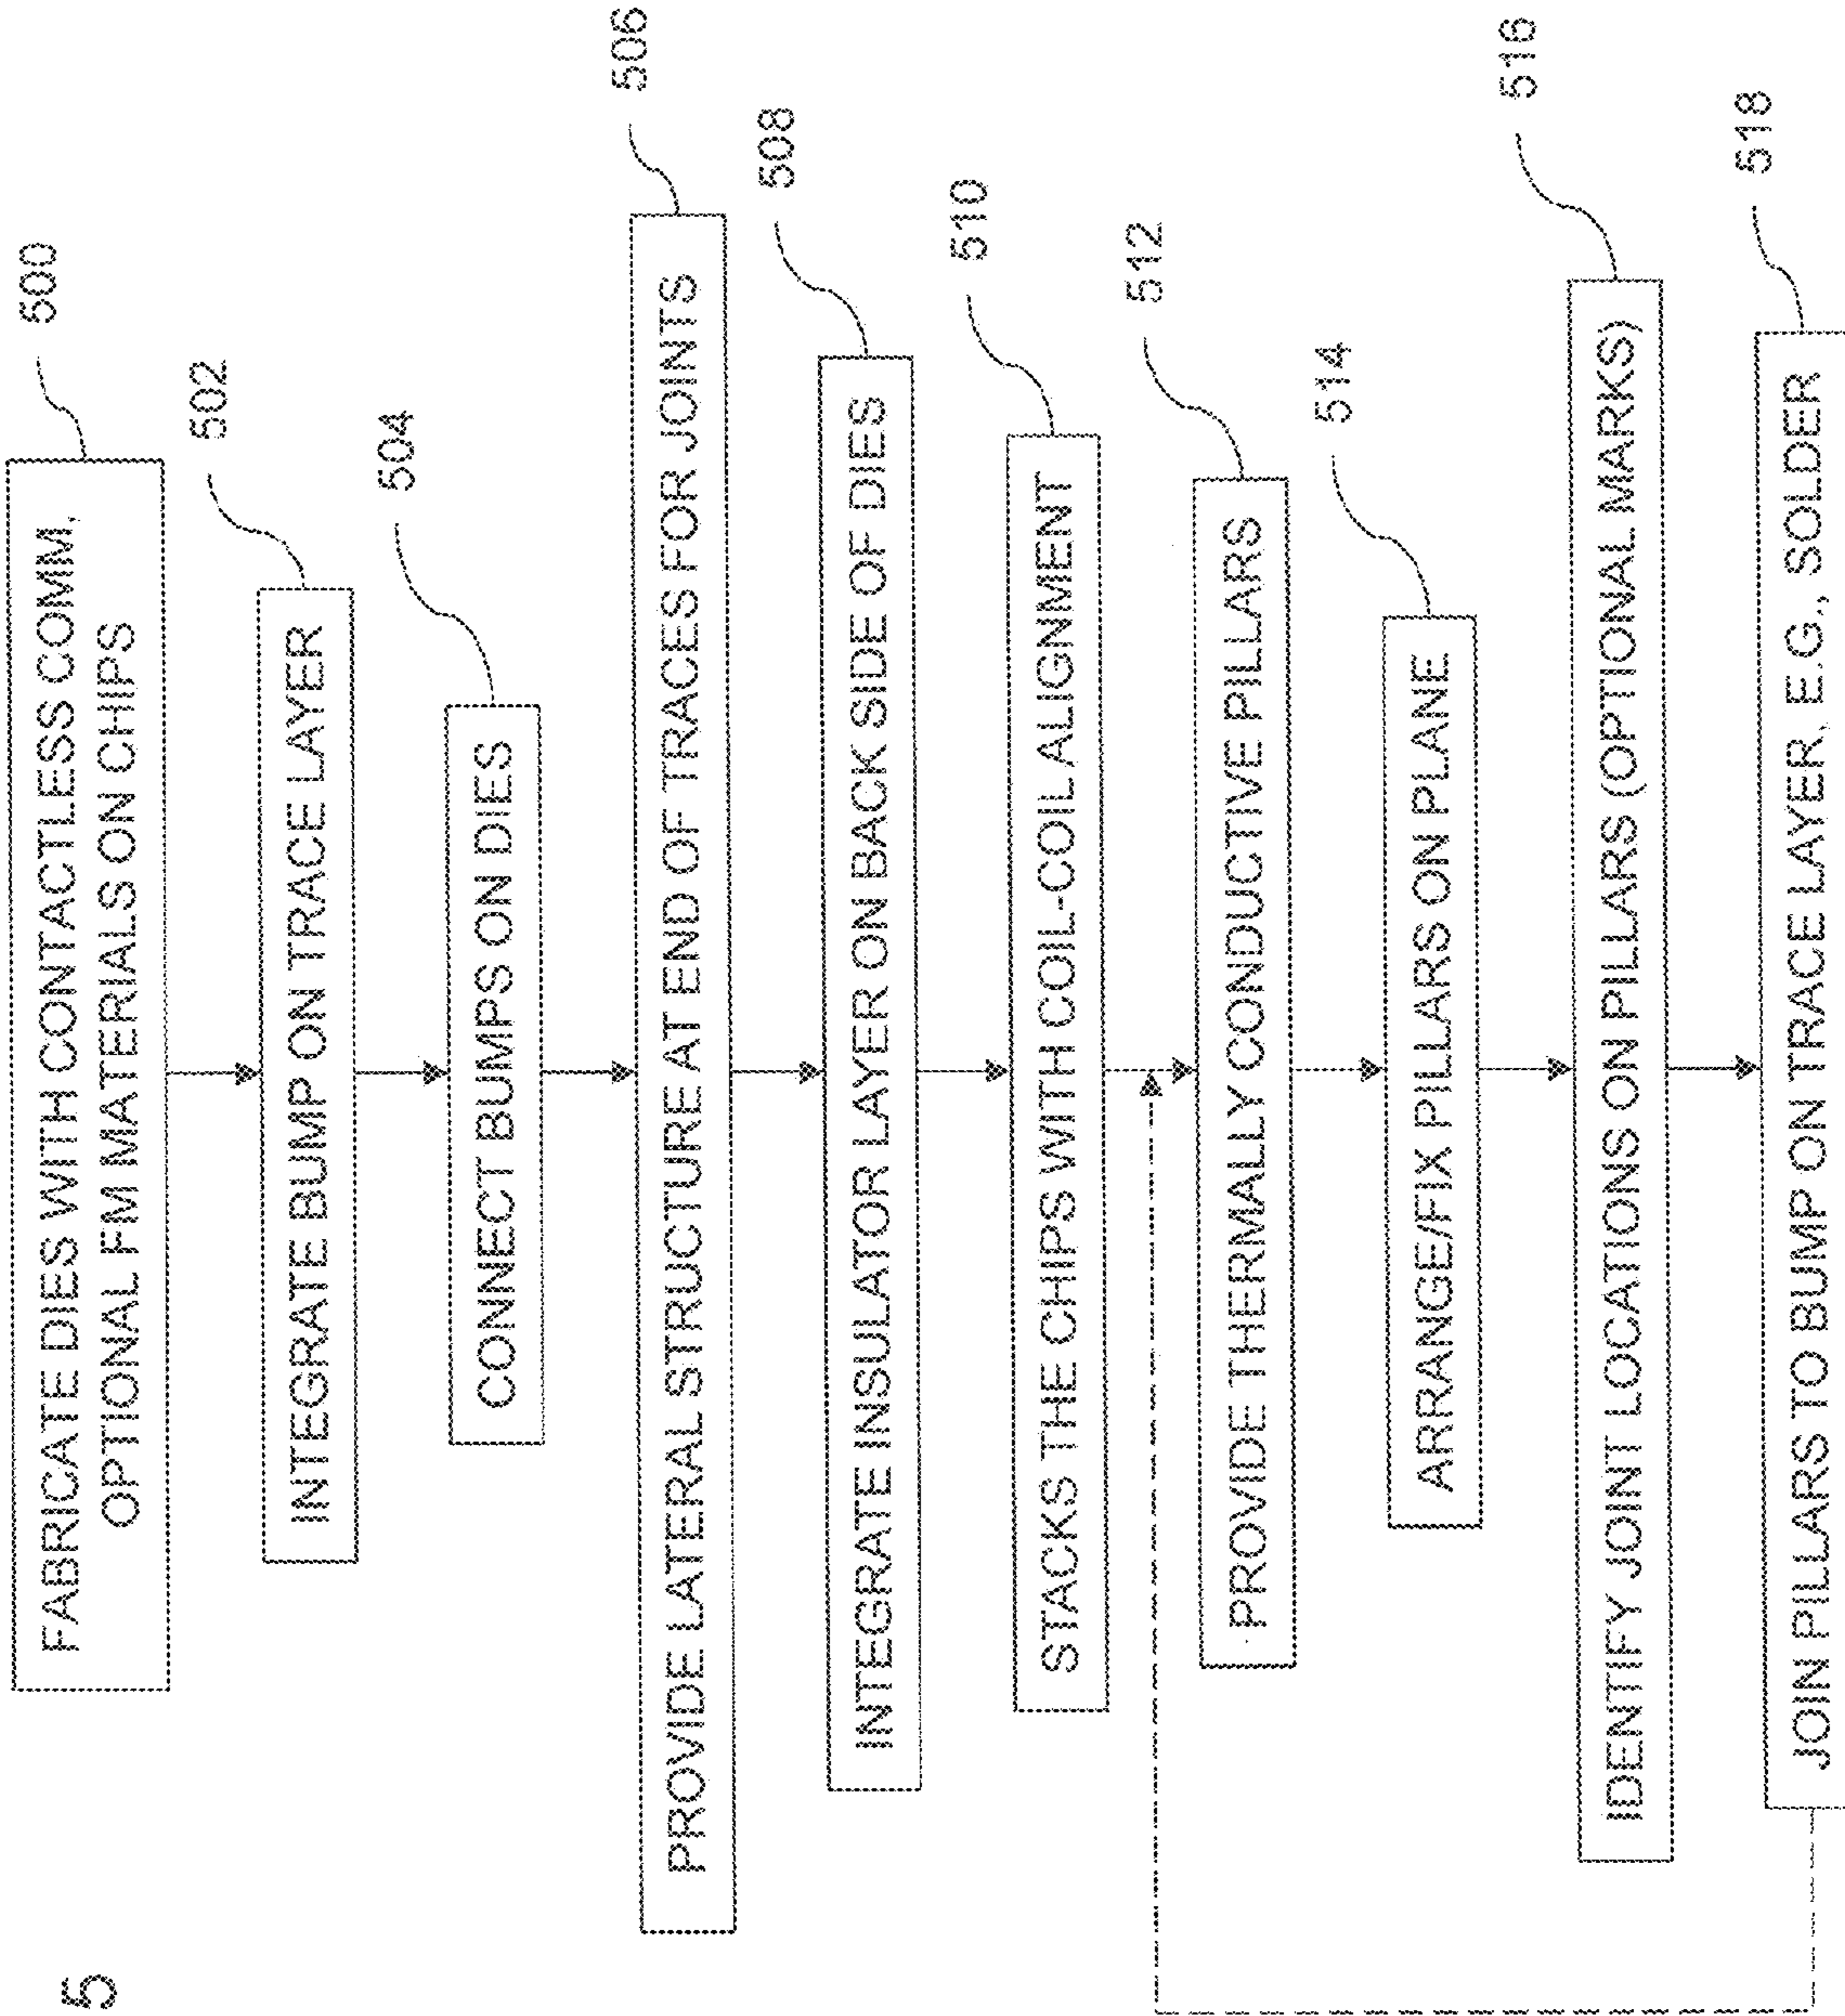 5
FABRICATE DIES WITH CONTACTLESS COMM,
OPTIONAL FM MATERIALS ON CHIPS
500
INTEGRATE BUMP ON TRACE LAYER
502
CONNECT BUMPS ON DIES
504
PROVIDE LATERAL STRUCTURE AT END OF TRACES FOR JOINTS
506
INTEGRATE INSULATOR LAYER ON BACK SIDE OF DIES
508
STACKS THE CHIPS WITH COIL-COIL ALIGNMENT
510
PROVIDE THERMALLY CONDUCTIVE PILLARS
512
ARRANGE/FIX PILLARS ON PLANE
514
IDENTIFY JOINT LOCATIONS ON PILLARS (OPTIONAL MARKS)
516
JOIN PILLARS TO BUMP ON TRACE LAYER, E.G., SOLDER
518